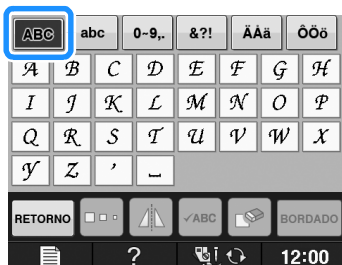 ABC abc 0~9,. &?! ÄÅä ÔÖö
A B C D E F G H
I J K L M N O P
Q R S T U V W X
Y Z ' ⎵
RETORNO ✓ABC BORDADO
? 12:00